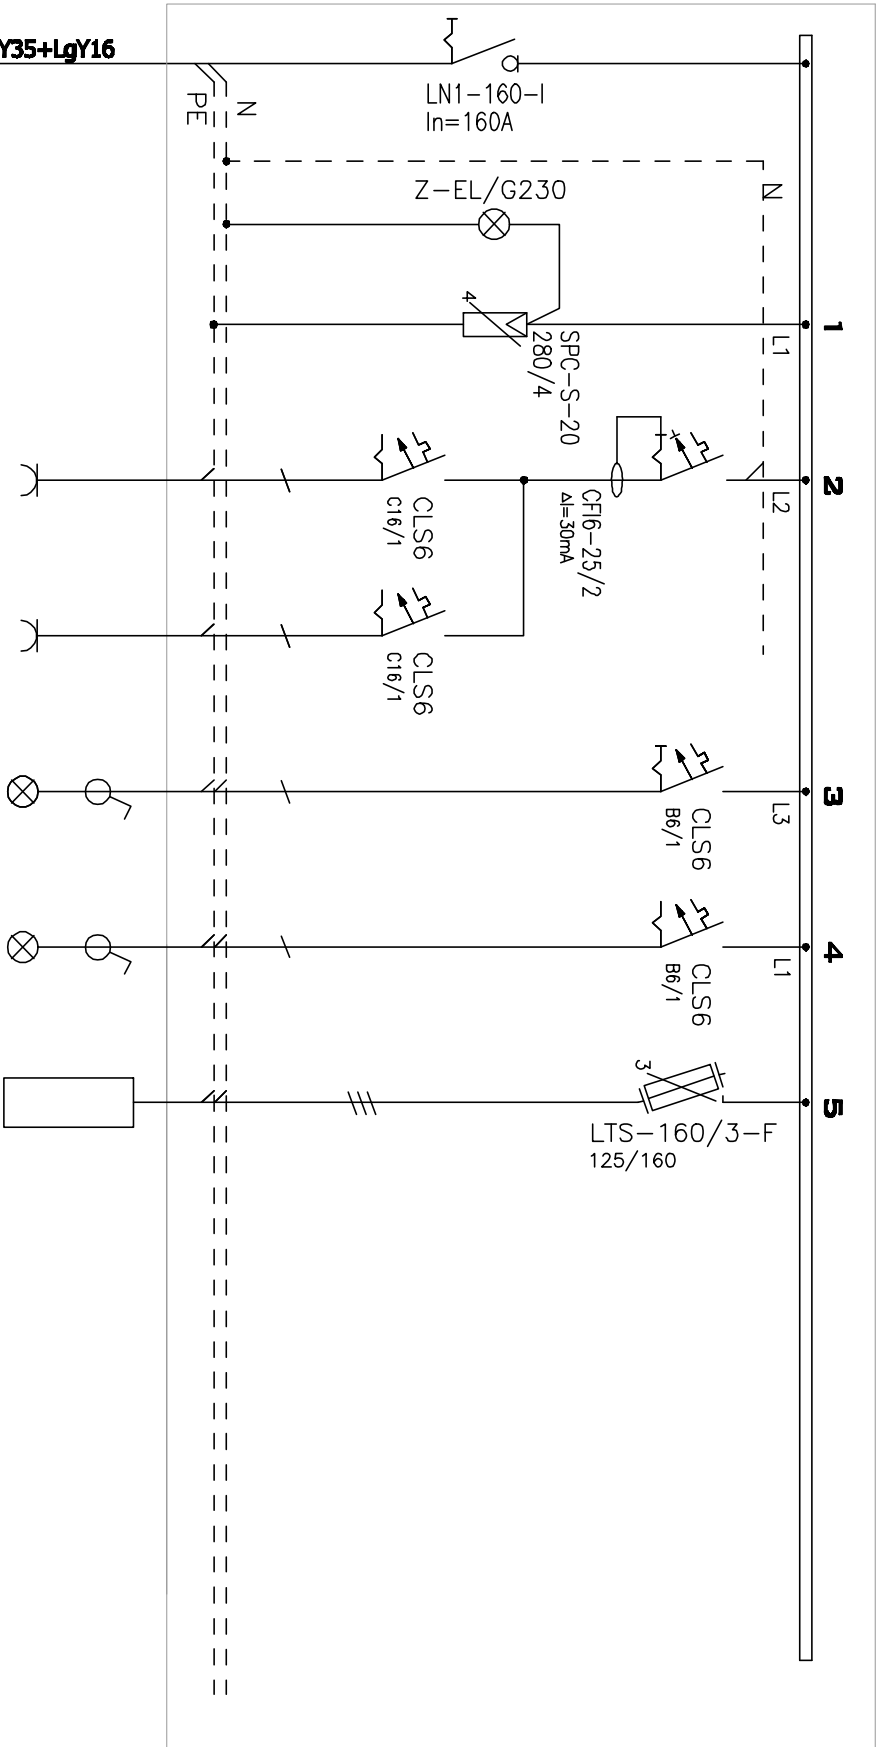 Y35+LgY16
LN1-160-I
In=160A
PE
N
Z-EL/G230
N
4
SPC-S-20
280/4
L1
1
CLS6
C16/1
CFI6-25/2
ΔI=30mA
L2
2
CLS6
C16/1
CLS6
B6/1
L3
3
CLS6
B6/1
L1
4
3
LTS-160/3-F
125/160
5